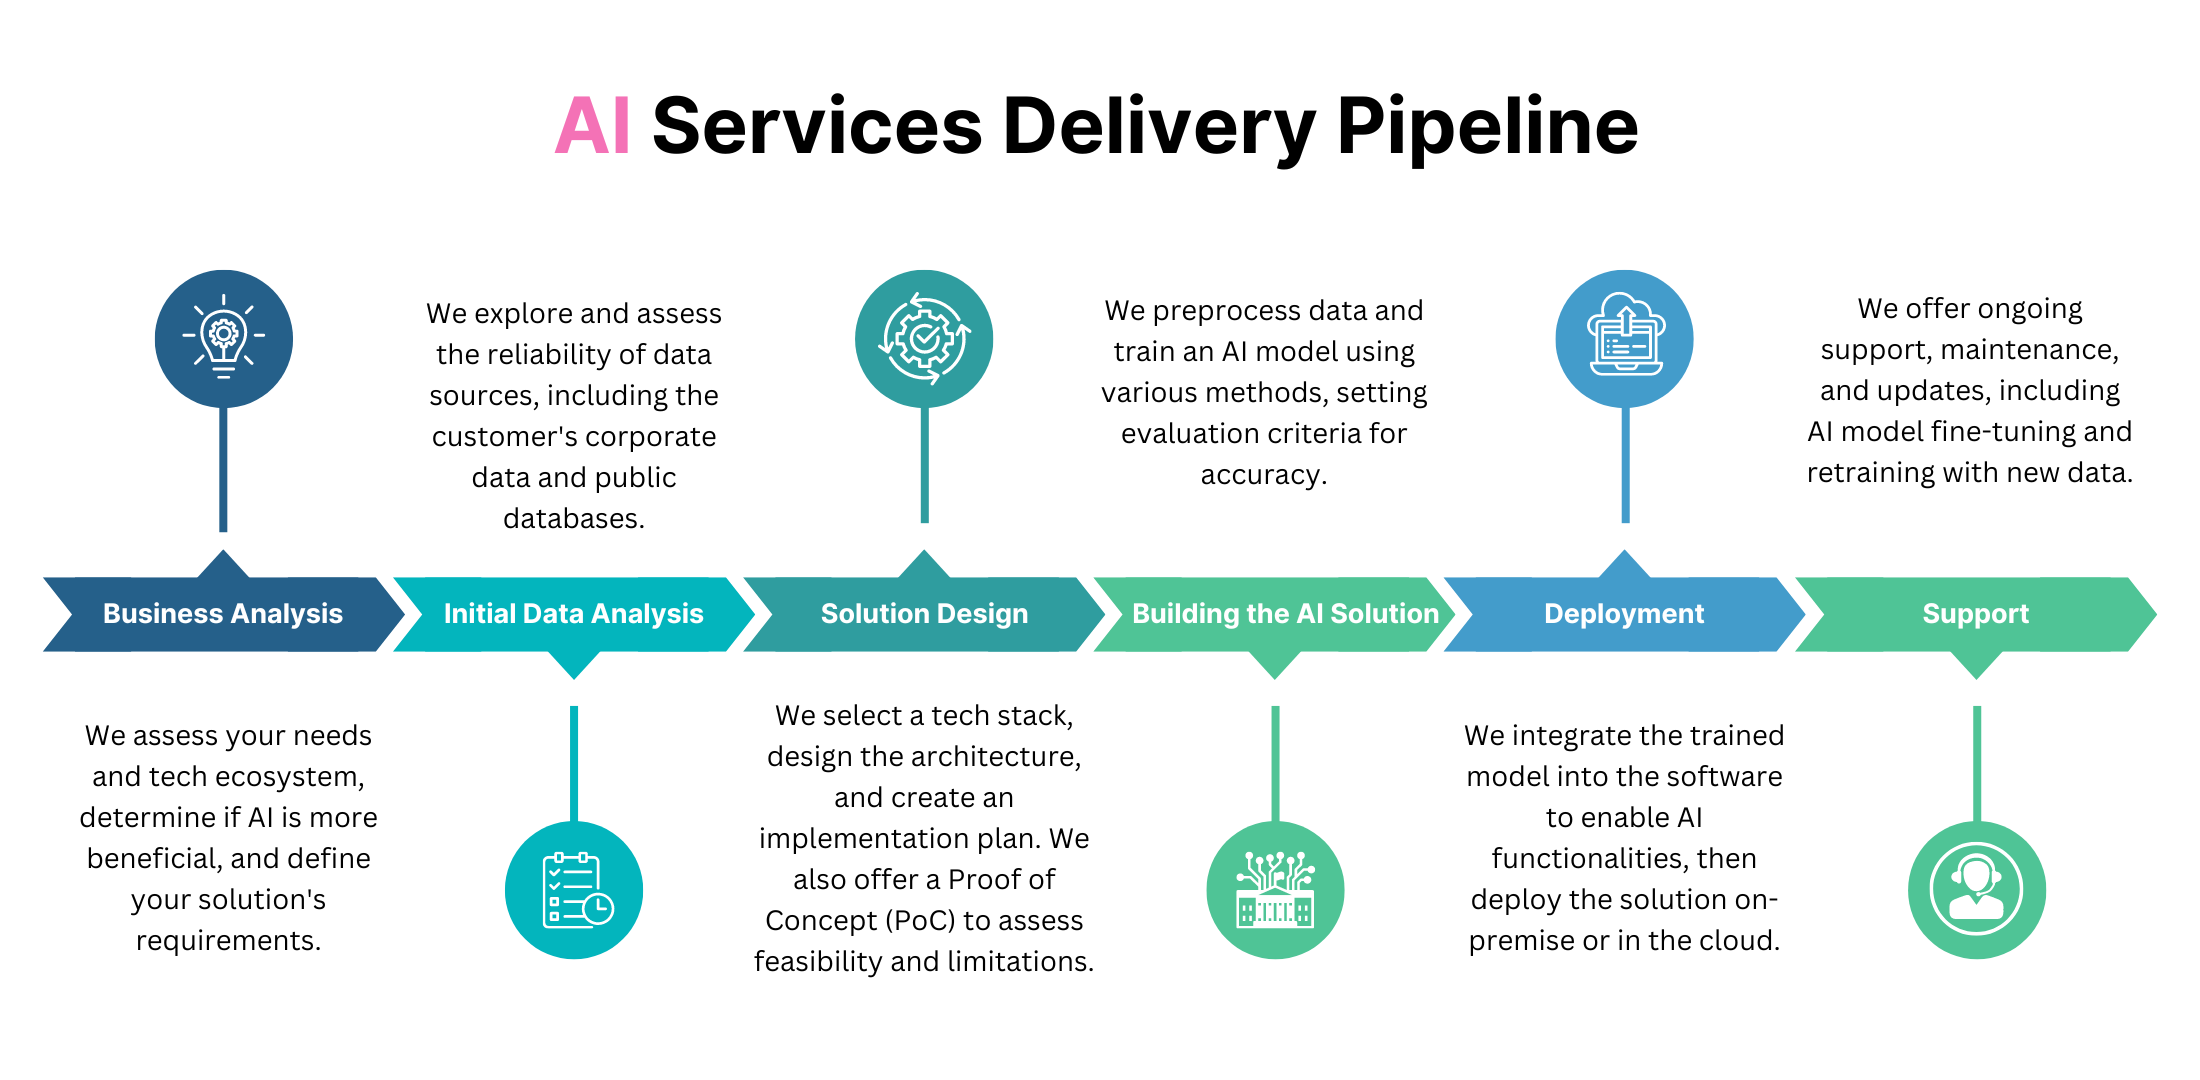 AI Services Delivery Pipeline
Business Analysis
We assess your needs
and tech ecosystem,
determine if AI is more
beneficial, and define
your solution's
requirements.
Initial Data Analysis
We explore and assess
the reliability of data
sources, including the
customer's corporate
data and public
databases.
Solution Design
We select a tech stack,
design the architecture,
and create an
implementation plan. We
also offer a Proof of
Concept (PoC) to assess
feasibility and limitations.
Building the AI Solution
We preprocess data and
train an AI model using
various methods, setting
evaluation criteria for
accuracy.
Deployment
We integrate the trained
model into the software
to enable AI
functionalities, then
deploy the solution on-
premise or in the cloud.
Support
We offer ongoing
support, maintenance,
and updates, including
AI model fine-tuning and
retraining with new data.